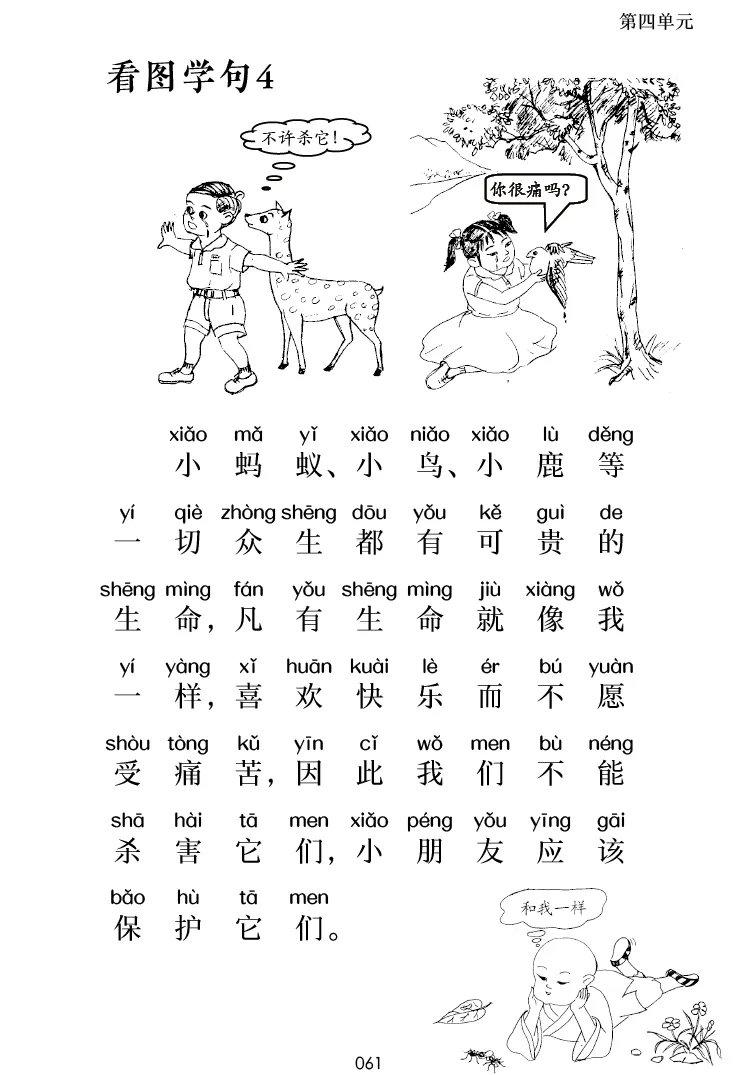 第四单元
看图学句4
不许杀它！
你很痛吗？
xiǎo mǎ yǐ xiǎo niǎo xiǎo lù děng
小蚂蚁、小鸟、小鹿等
yí qiè zhòng shēng dōu yǒu kě guì de
一切众生都有可贵的
shēng mìng fán yǒu shēng mìng jiù xiàng wǒ
生命，凡有生命就像我
yí yàng xǐ huān kuài lè ér bú yuàn
一样，喜欢快乐而不愿
shòu tòng kǔ yīn cǐ wǒ men bù néng
受痛苦，因此我们不能
shā hài tā men xiǎo péng yǒu yīng gāi
杀害它们，小朋友应该
bǎo hù tā men
保护它们。
和我一样
061